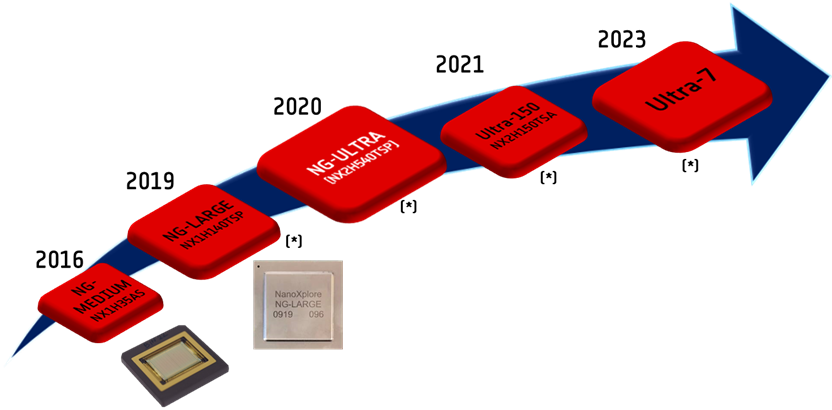 2016
NG-
MEDIUM
NX1H35AS
2019
NG-LARGE
NX1H140TSP
(*)
NanoXplore
NG-LARGE
0919 096
2020
NG-ULTRA
(NX2H540TSP)
(*)
2021
Ultra-150
NX2H150TSA
(*)
2023
Ultra-7
(*)